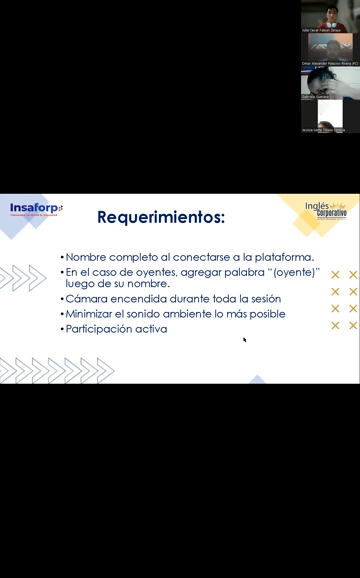 Insaforp
Inglés
Corporativo
Requerimientos:
• Nombre completo al conectarse a la plataforma.
• En el caso de oyentes, agregar palabra “(oyente)”
luego de su nombre.
• Cámara encendida durante toda la sesión
• Minimizar el sonido ambiente lo más posible
• Participación activa